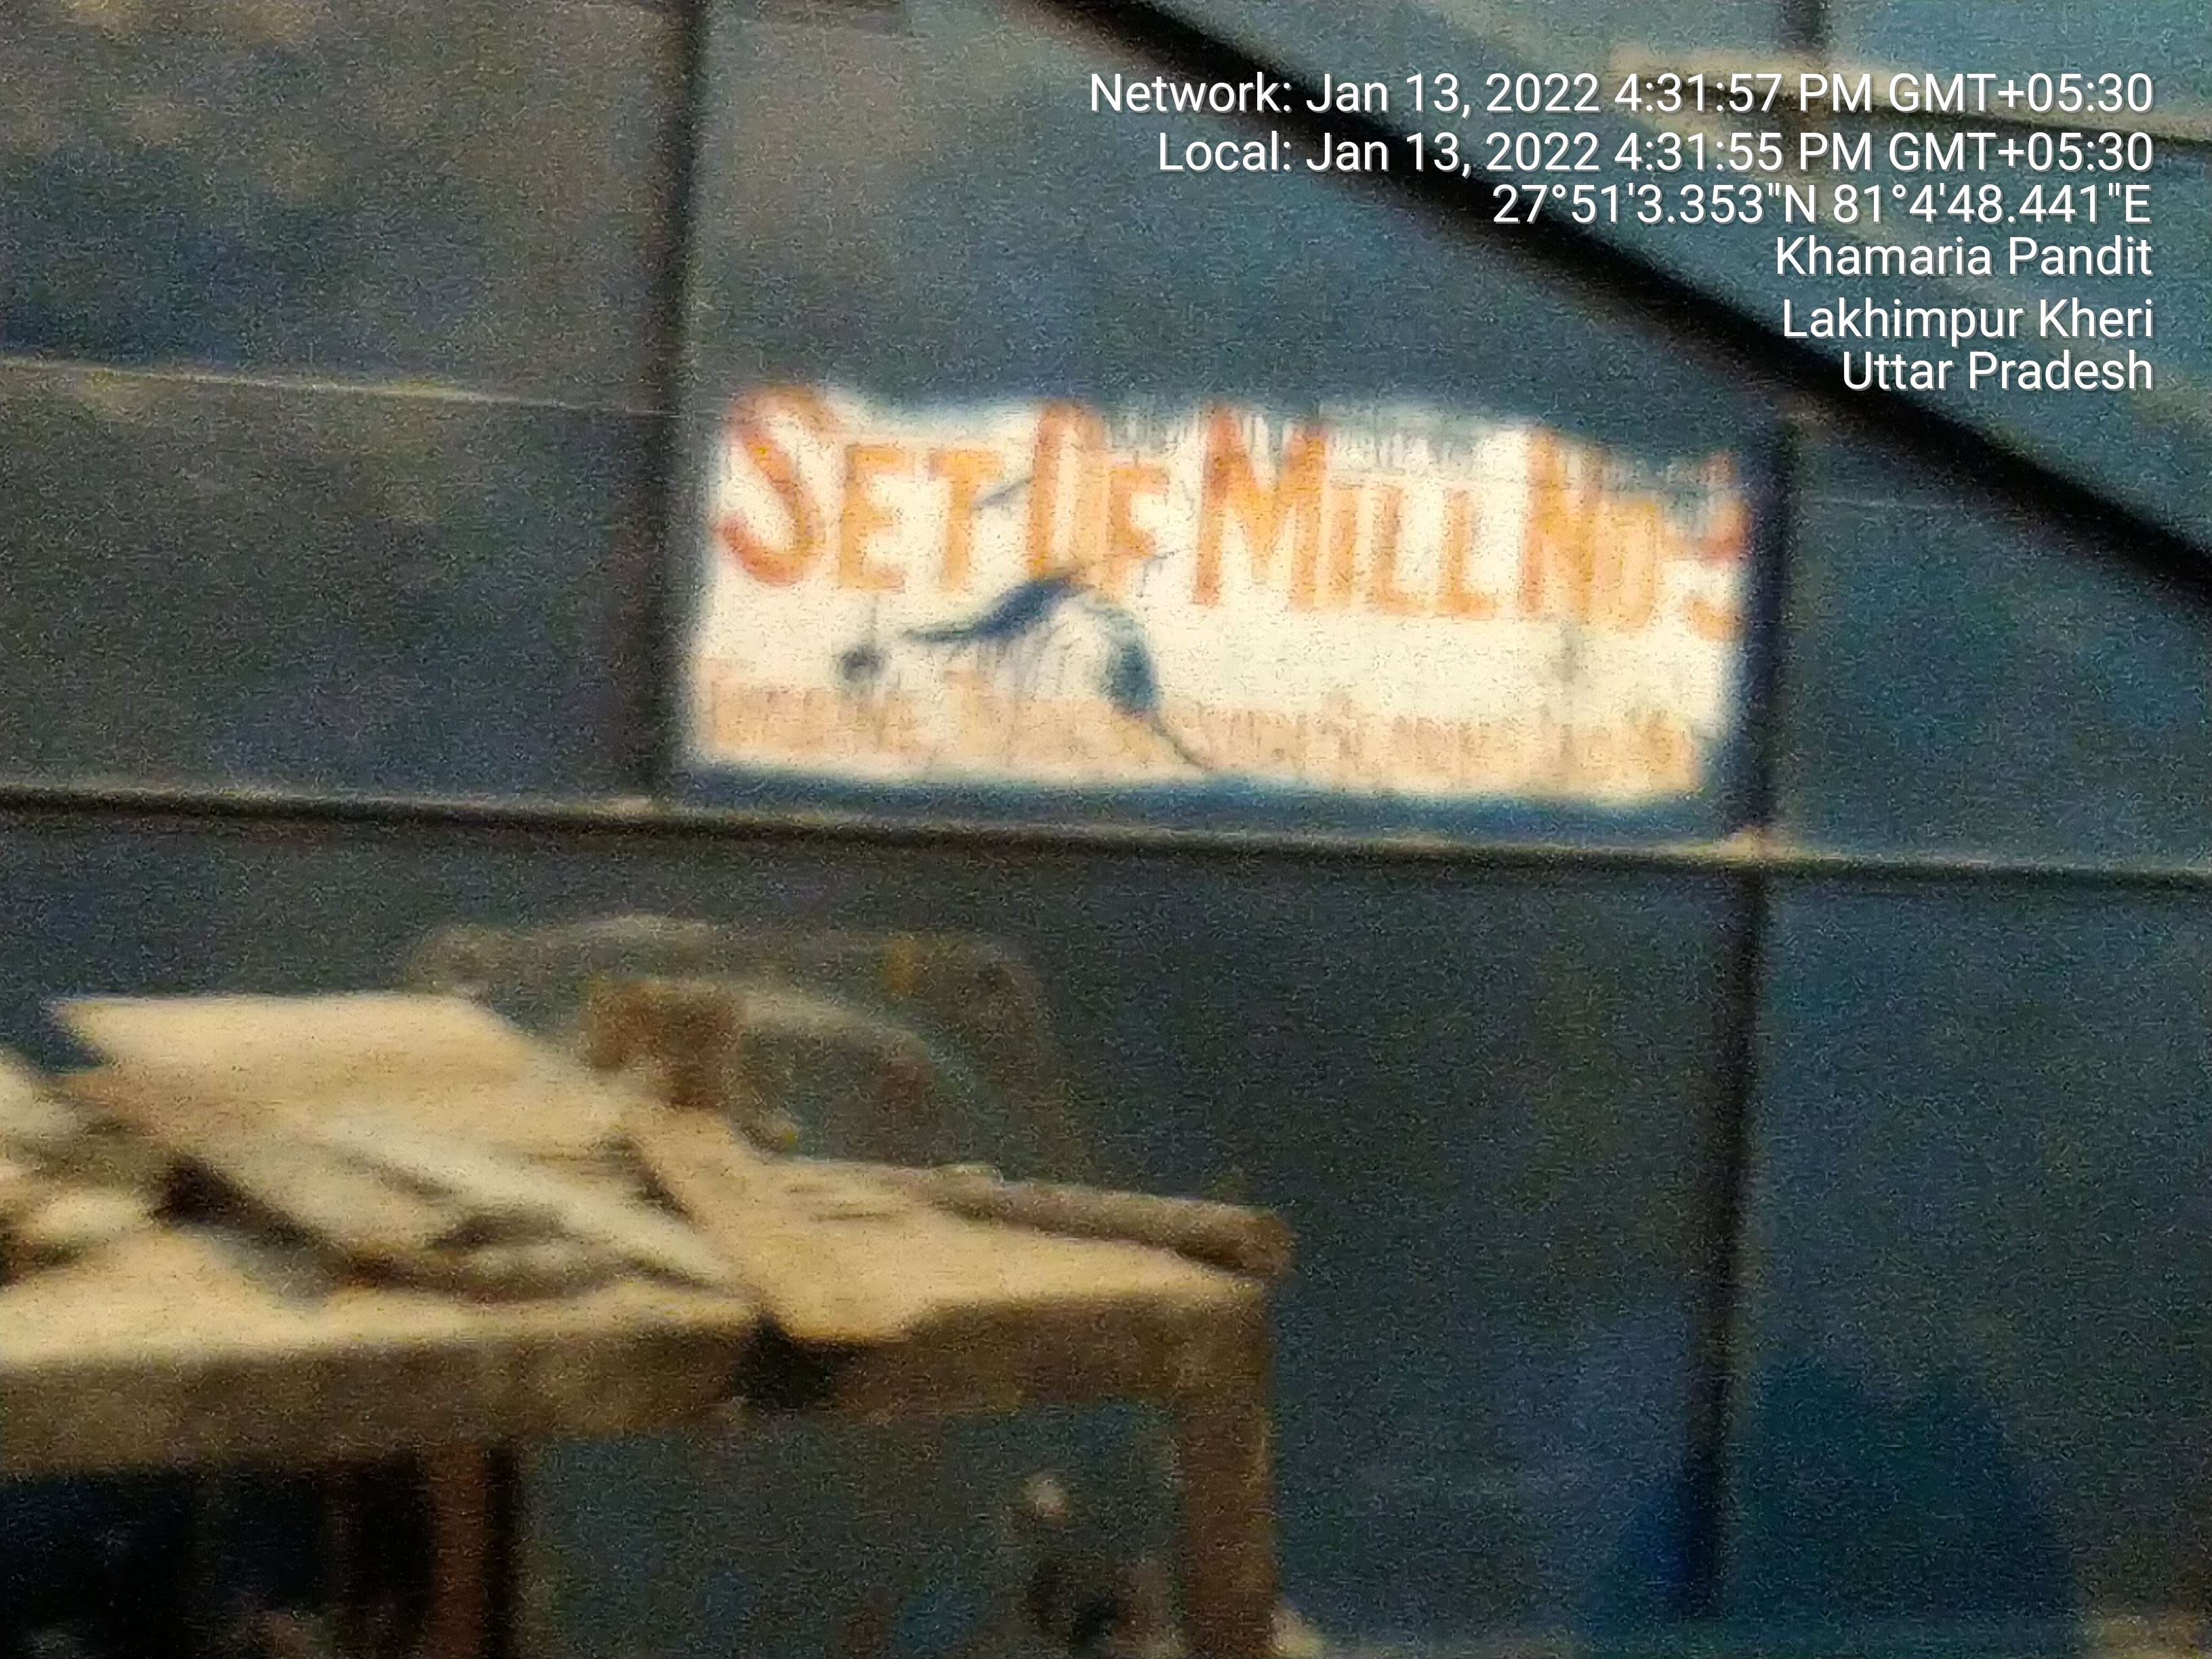 Network: Jan 13, 2022 4:31:57 PM GMT+05:30
Local: Jan 13, 2022 4:31:55 PM GMT+05:30
27°51'3.353"N 81°4'48.441"E
Khamaria Pandit
Lakhimpur Kheri
Uttar Pradesh
SET OF MILL NO-3